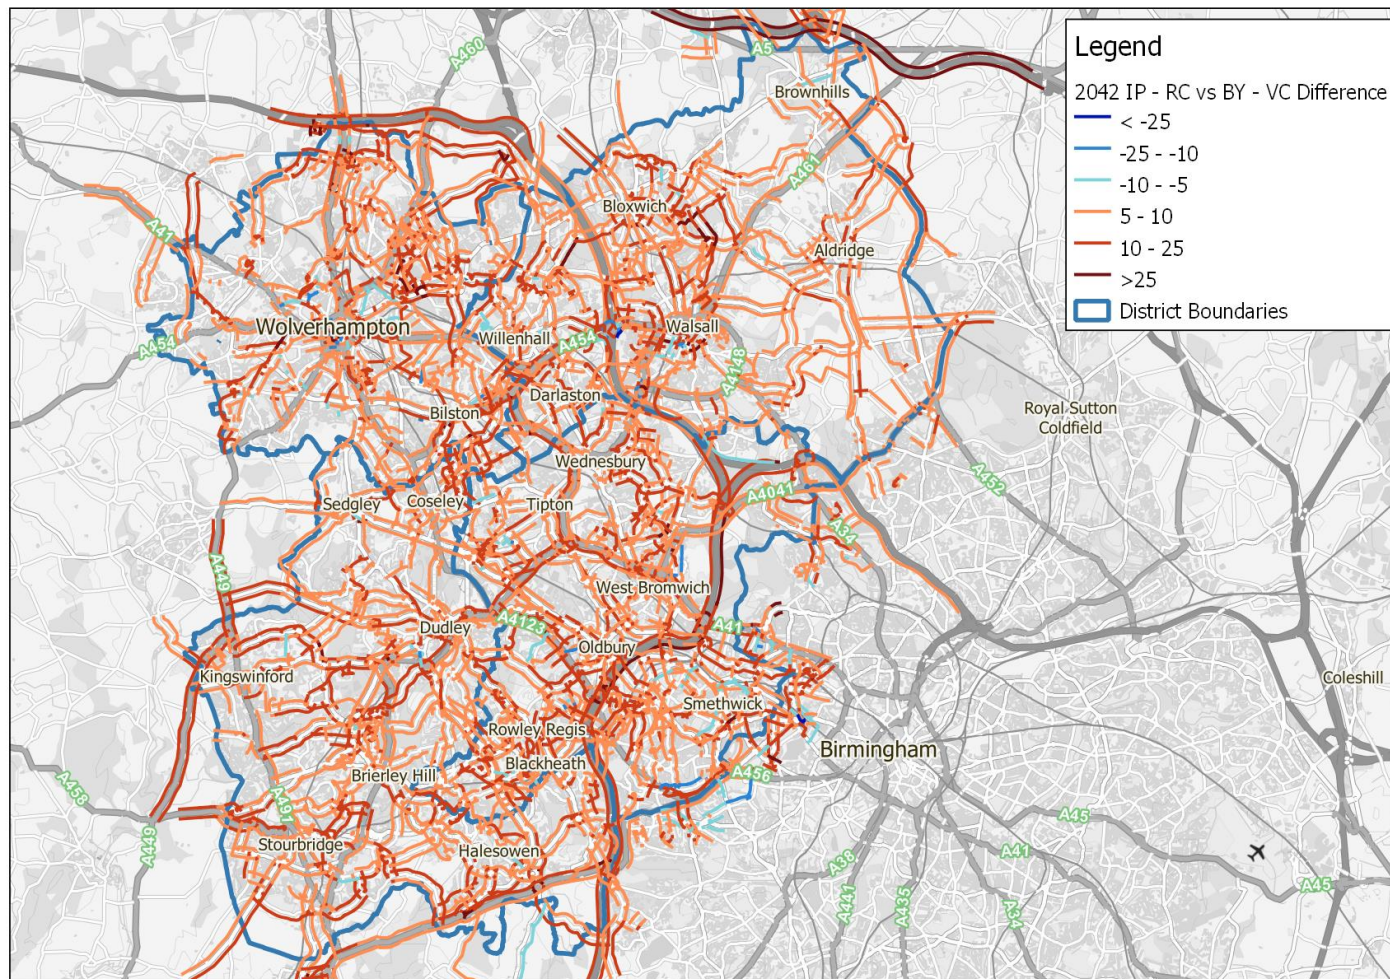 Legend
2042 IP - RC vs BY - VC Difference
< -25
-25 - -10
-10 - -5
5 - 10
10 - 25
>25
District Boundaries
A460
A5
Brownhills
A461
Bloxwich
A41
Aldridge
Wolverhampton
Willenhall
A454
Walsall
A454
A4148
Darlaston
Bilston
Royal Sutton
Coldfield
Wednesbury
A452
Sedgley
Coseley
Tipton
A4041
A34
A449
West Bromwich
Dudley
A4123
A41
Oldbury
Kingswinford
Coleshill
Smethwick
Rowley Regis
Birmingham
Blackheath
Brierley Hill
A456
A458
A491
A449
Stourbridge
Halesowen
A45
A38
A41
A441
A435
A34
A45